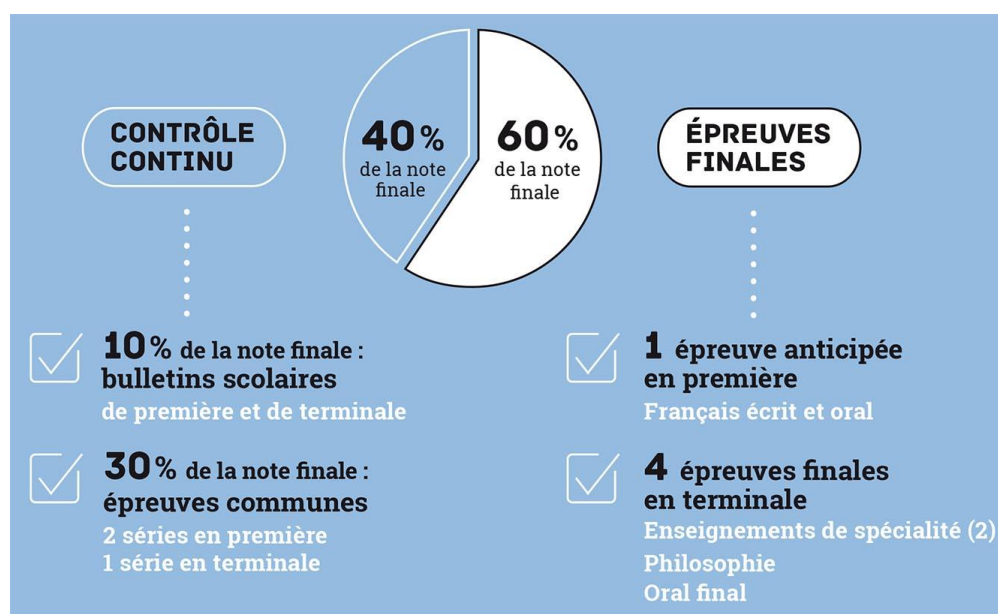 CONTRÔLE
CONTINU
40%
de la note
finale
60%
de la note
finale
ÉPREUVES
FINALES
10% de la note finale :
bulletins scolaires
de première et de terminale
30% de la note finale :
épreuves communes
2 séries en première
1 série en terminale
1 épreuve anticipée
en première
Français écrit et oral
4 épreuves finales
en terminale
Enseignements de spécialité (2)
Philosophie
Oral final